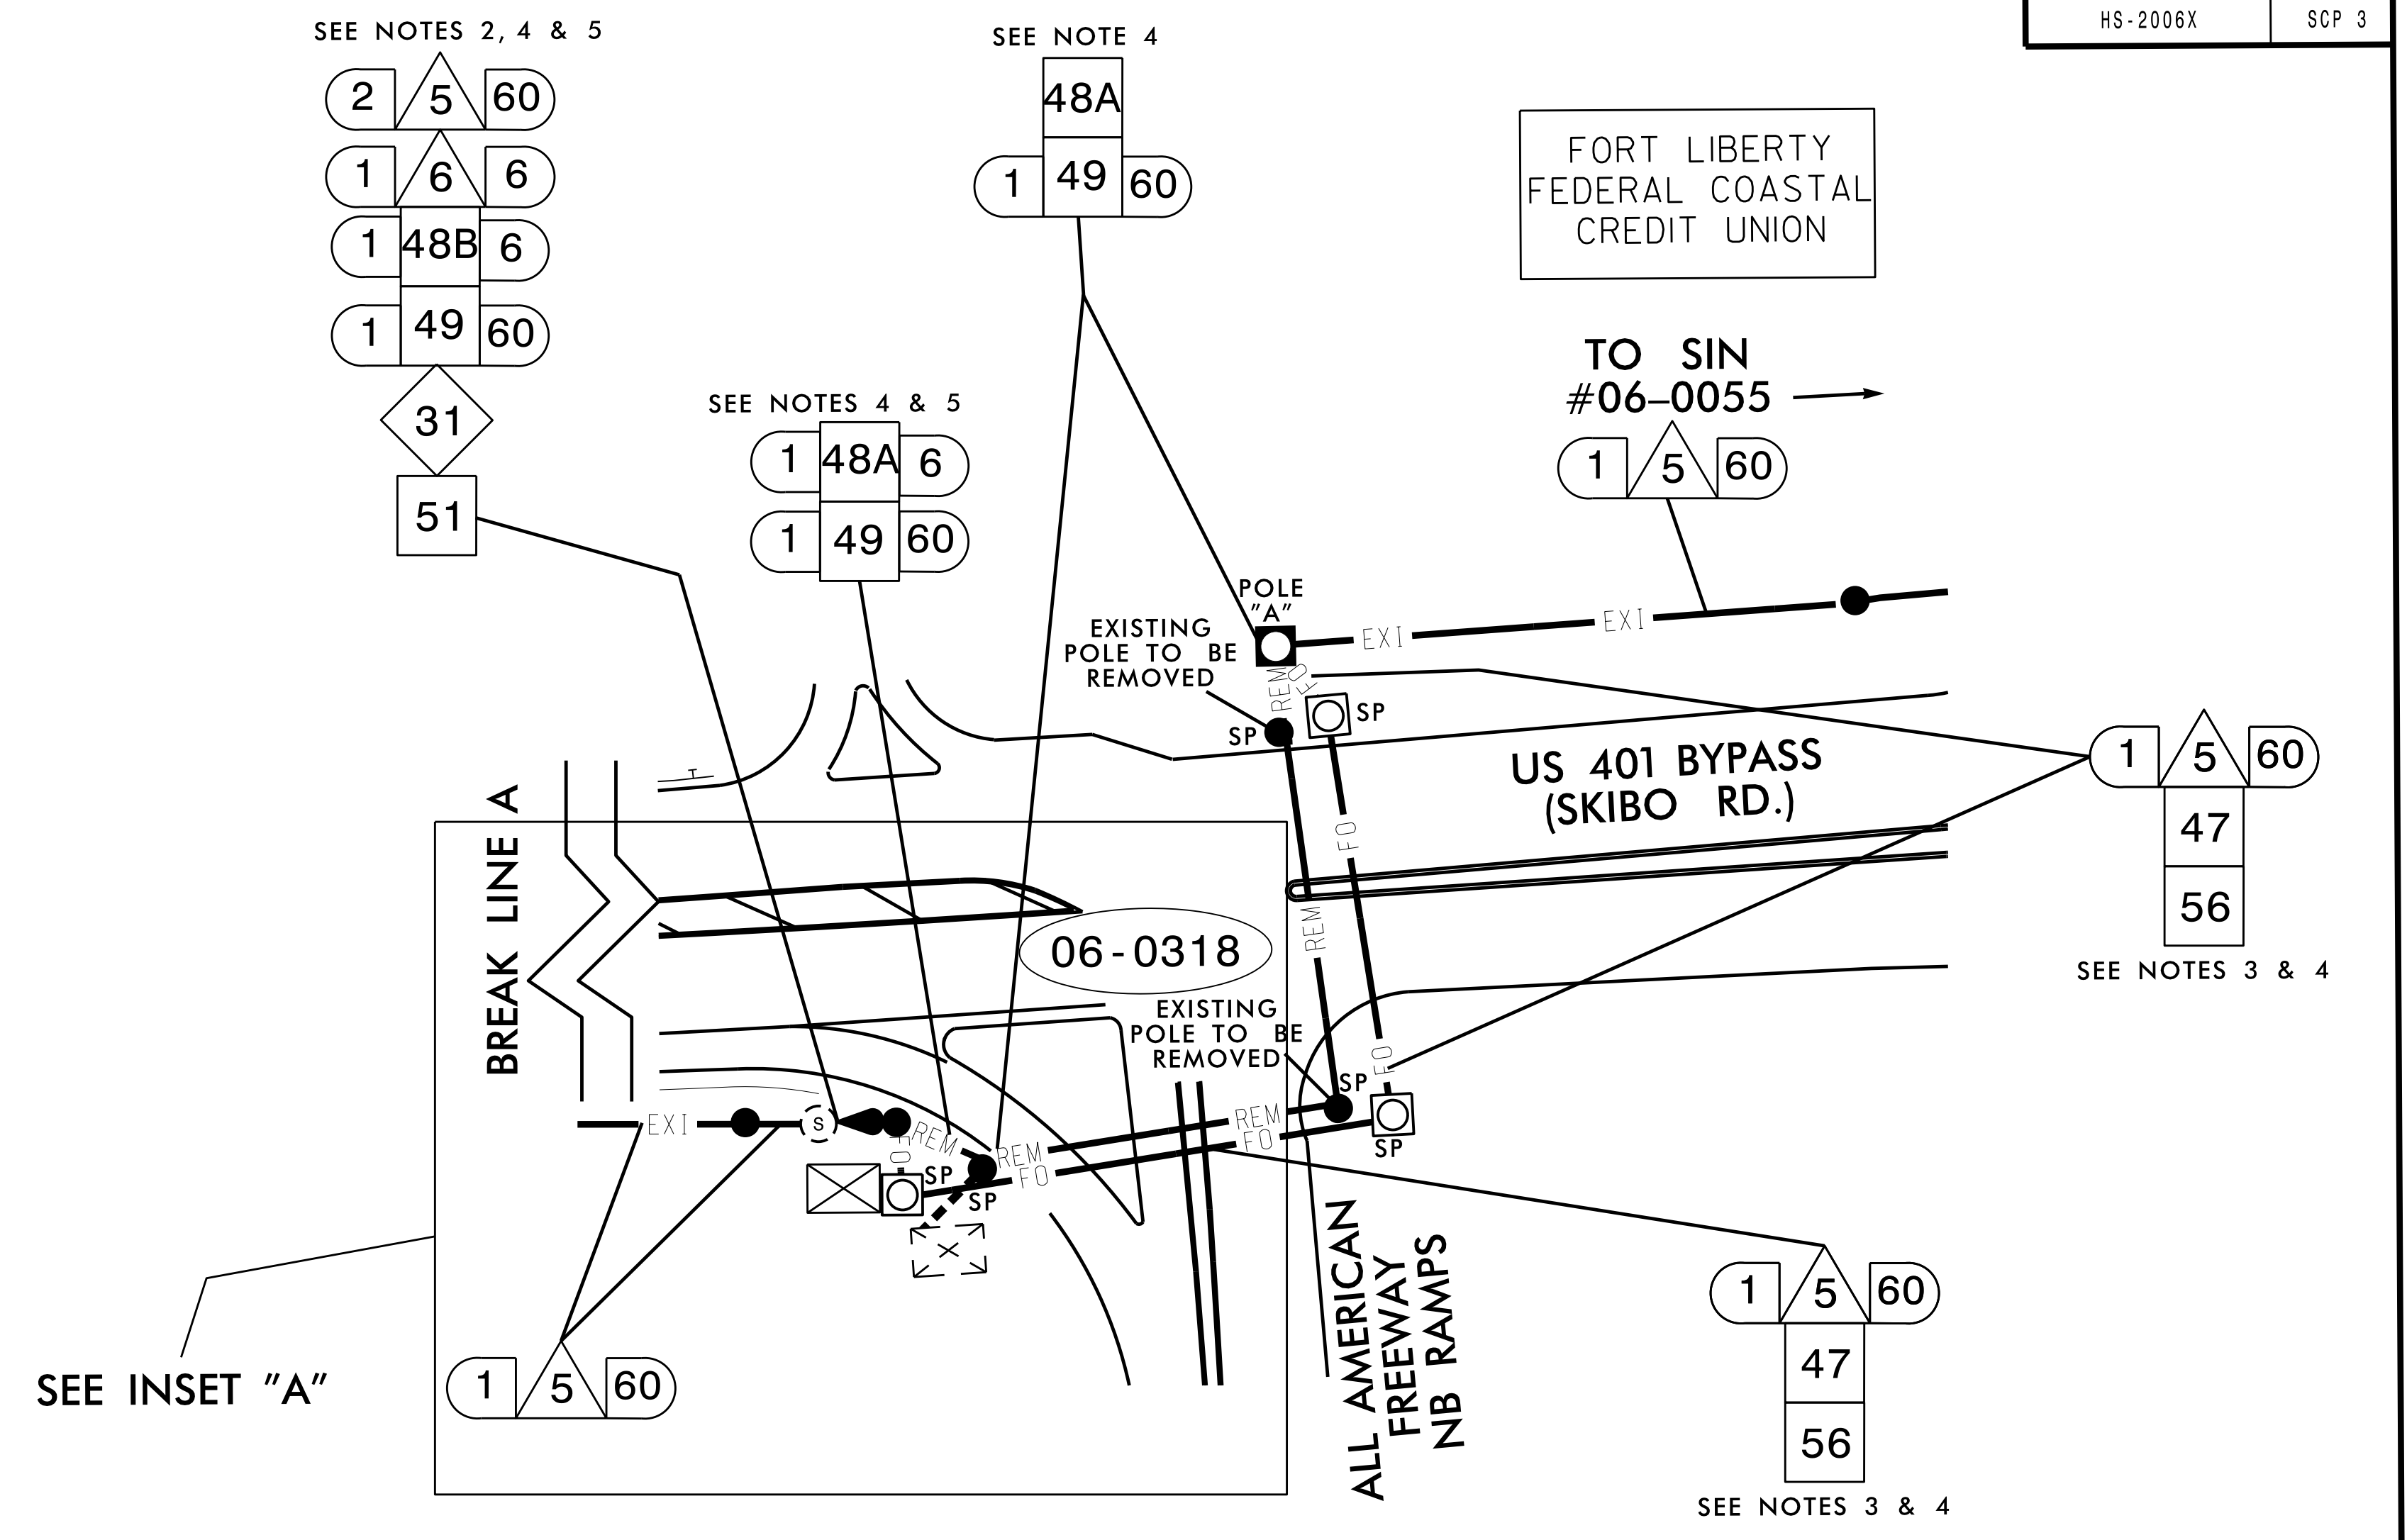 HS-2006X SCP 3
SEE NOTES 2, 4 & 5
2 5 60
1 6 6
1 48B 6
1 49 60
31
51
SEE NOTE 4
48A
1 49 60
FORT LIBERTY
FEDERAL COASTAL
CREDIT UNION
TO SIN
#06-0055
1 5 60
SEE NOTES 4 & 5
1 48A 6
1 49 60
POLE
"A"
EXISTING
POLE TO BE
REMOVED
EXI
EXI
REM
FO
SP
SP
US 401 BYPASS
(SKIBO RD.)
1 5 60
47
56
SEE NOTES 3 & 4
BREAK LINE A
T
FO
REM
FO
06-0318
EXISTING
POLE TO BE
REMOVED
SP
SP
EXI
S
REM
FO
SP
SP
REM
FO
REM
FO
X
ALL AMERICAN
FREEWAY
NB RAMPS
1 5 60
47
56
SEE NOTES 3 & 4
1 5 60
SEE INSET "A"